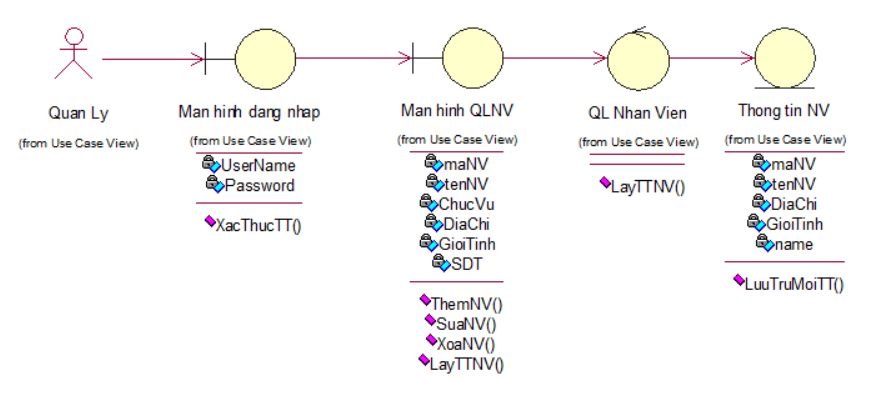 Quan Ly
(from Use Case View)
Man hinh dang nhap
(from Use Case View)
UserName
Password
XacThucTT()
Man hinh QLNV
(from Use Case View)
maNV
tenNV
ChucVu
DiaChi
GioiTinh
SDT
ThemNV()
SuaNV()
XoaNV()
LayTTNV()
QL Nhan Vien
(from Use Case View)
LayTTNV()
Thong tin NV
(from Use Case View)
maNV
tenNV
DiaChi
GioiTinh
name
LuuTruMoiTT()